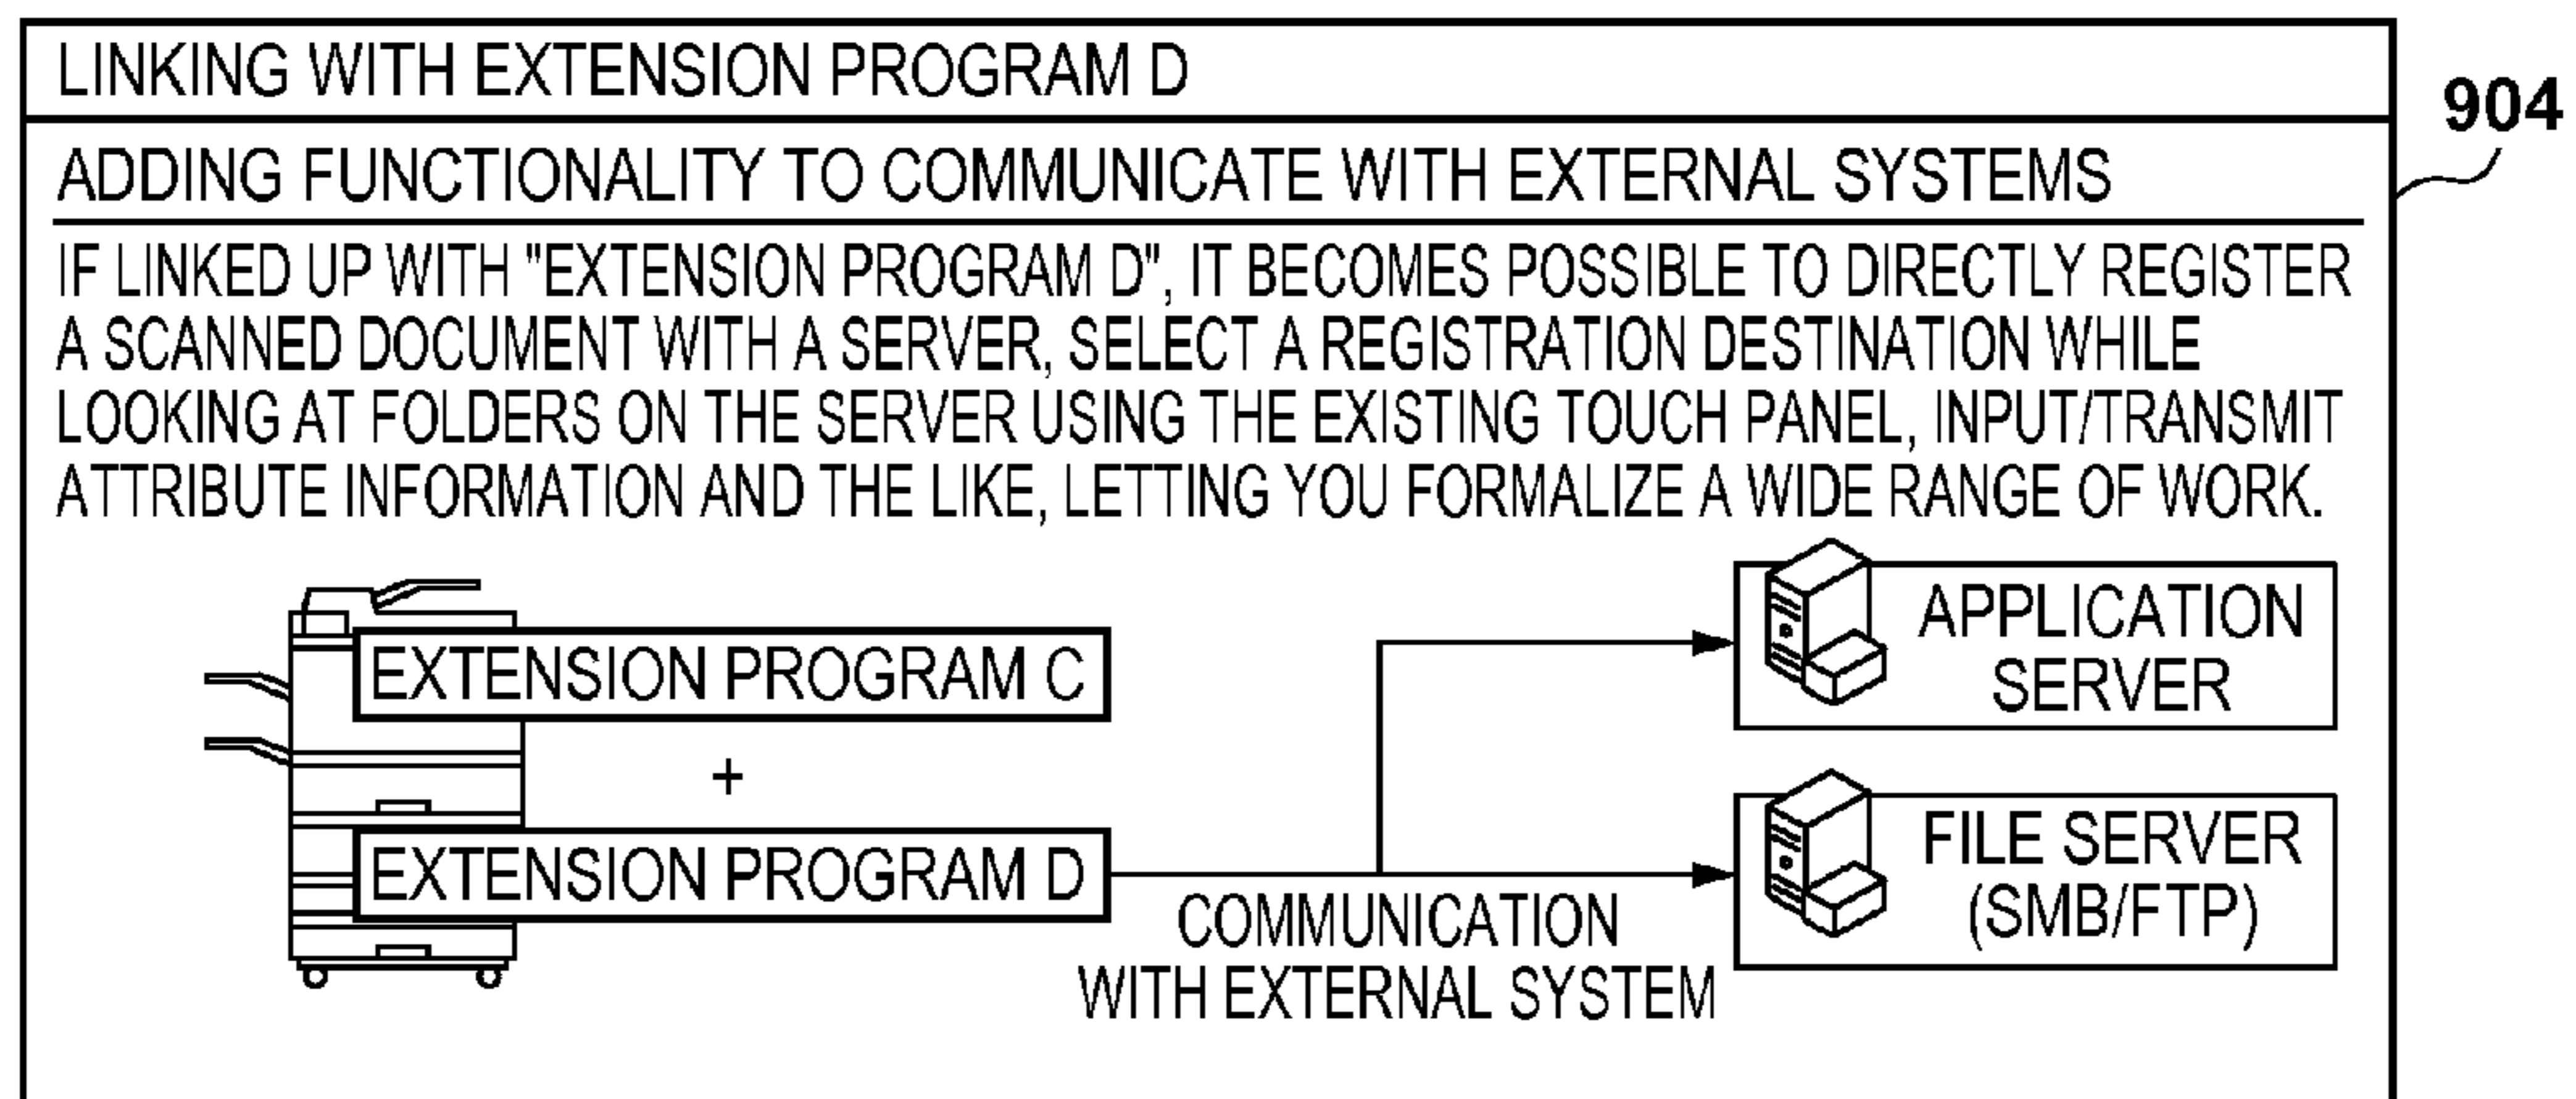 LINKING WITH EXTENSION PROGRAM D
904
ADDING FUNCTIONALITY TO COMMUNICATE WITH EXTERNAL SYSTEMS
IF LINKED UP WITH "EXTENSION PROGRAM D", IT BECOMES POSSIBLE TO DIRECTLY REGISTER
A SCANNED DOCUMENT WITH A SERVER, SELECT A REGISTRATION DESTINATION WHILE
LOOKING AT FOLDERS ON THE SERVER USING THE EXISTING TOUCH PANEL, INPUT/TRANSMIT
ATTRIBUTE INFORMATION AND THE LIKE, LETTING YOU FORMALIZE A WIDE RANGE OF WORK.
EXTENSION PROGRAM C
+
EXTENSION PROGRAM D
COMMUNICATION
WITH EXTERNAL SYSTEM
APPLICATION
SERVER
FILE SERVER
(SMB/FTP)